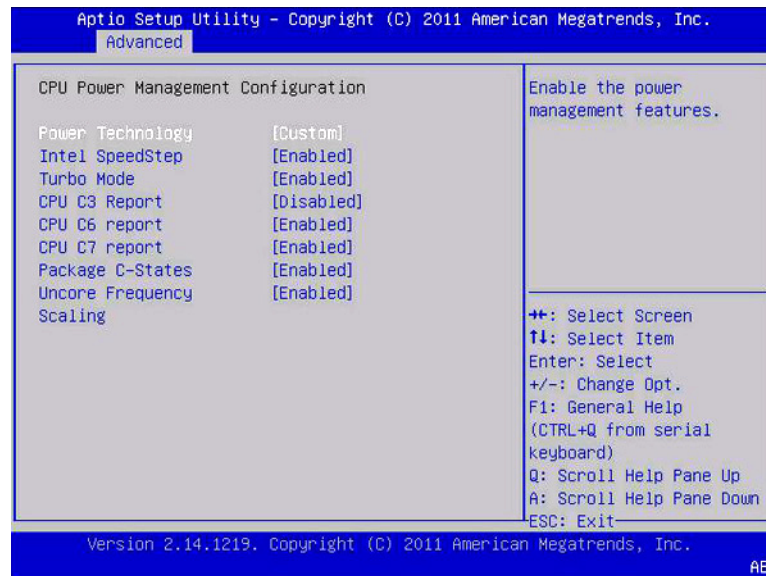 Aptio Setup Utility - Copyright (C) 2011 American Megatrends, Inc.
Advanced
CPU Power Management Configuration
Power Technology [Custom]
Intel SpeedStep [Enabled]
Turbo Mode [Enabled]
CPU C3 Report [Disabled]
CPU C6 report [Enabled]
CPU C7 report [Enabled]
Package C-States [Enabled]
Uncore Frequency [Enabled]
Scaling
Enable the power
management features.
→←: Select Screen
↑↓: Select Item
Enter: Select
+/-: Change Opt.
F1: General Help
(CTRL+Q from serial
keyboard)
Q: Scroll Help Pane Up
A: Scroll Help Pane Down
ESC: Exit
Version 2.14.1219. Copyright (C) 2011 American Megatrends, Inc.
AB